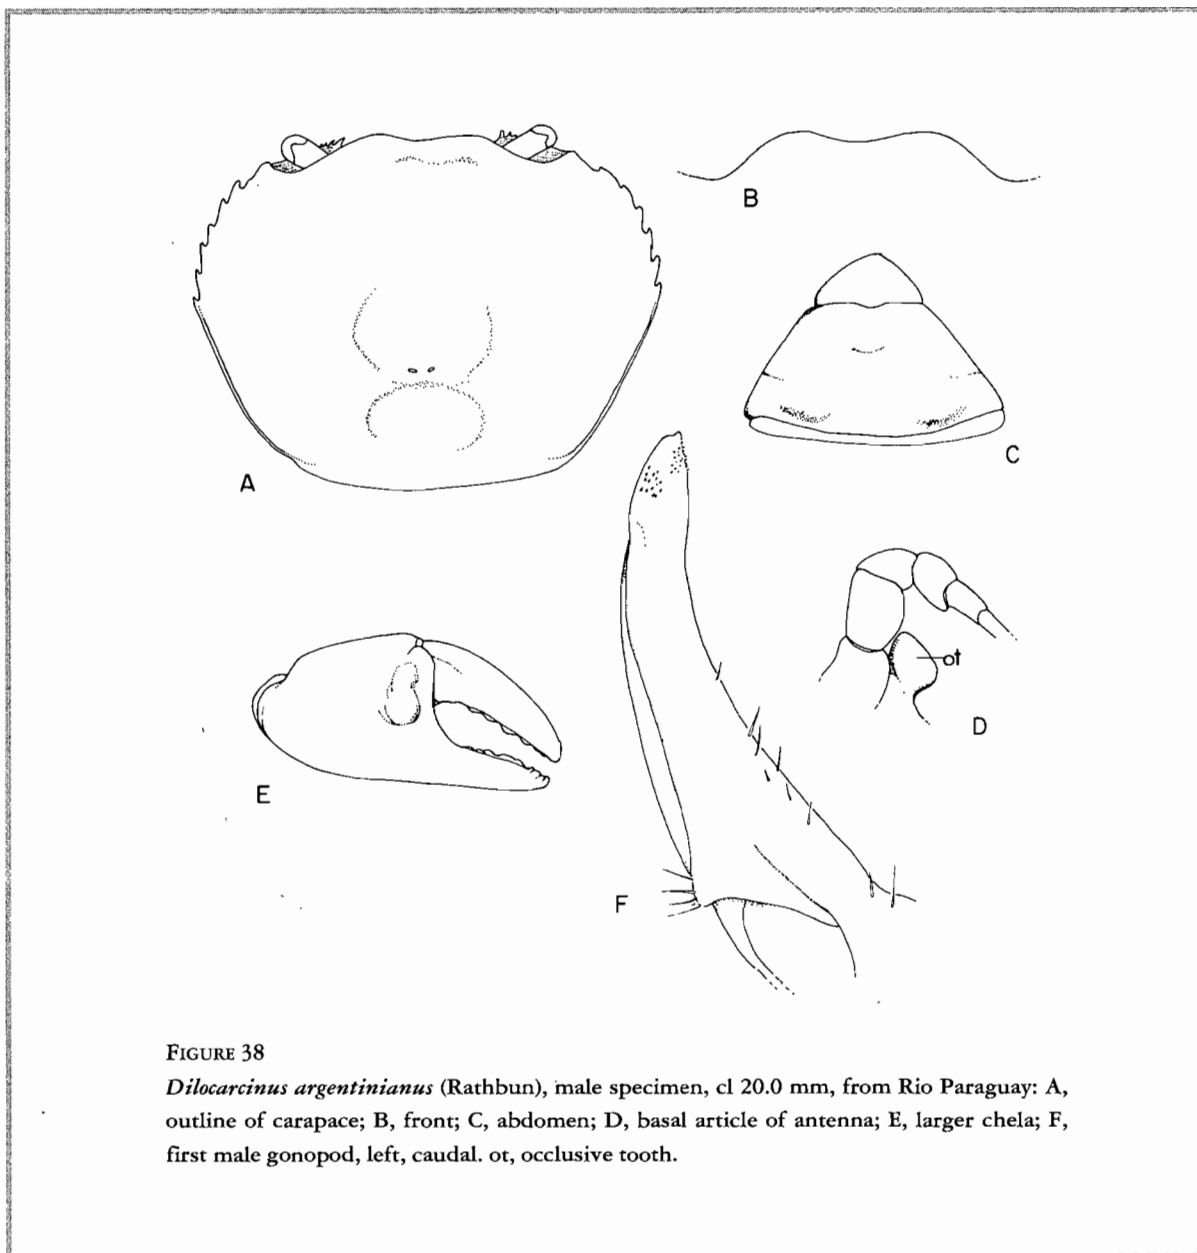 A
B
C
ot
D
E
F
FIGURE 38
Dilocarcinus argentinianus (Rathbun), male specimen, cl 20.0 mm, from Rio Paraguay: A,
outline of carapace; B, front; C, abdomen; D, basal article of antenna; E, larger chela; F,
first male gonopod, left, caudal. ot, occlusive tooth.